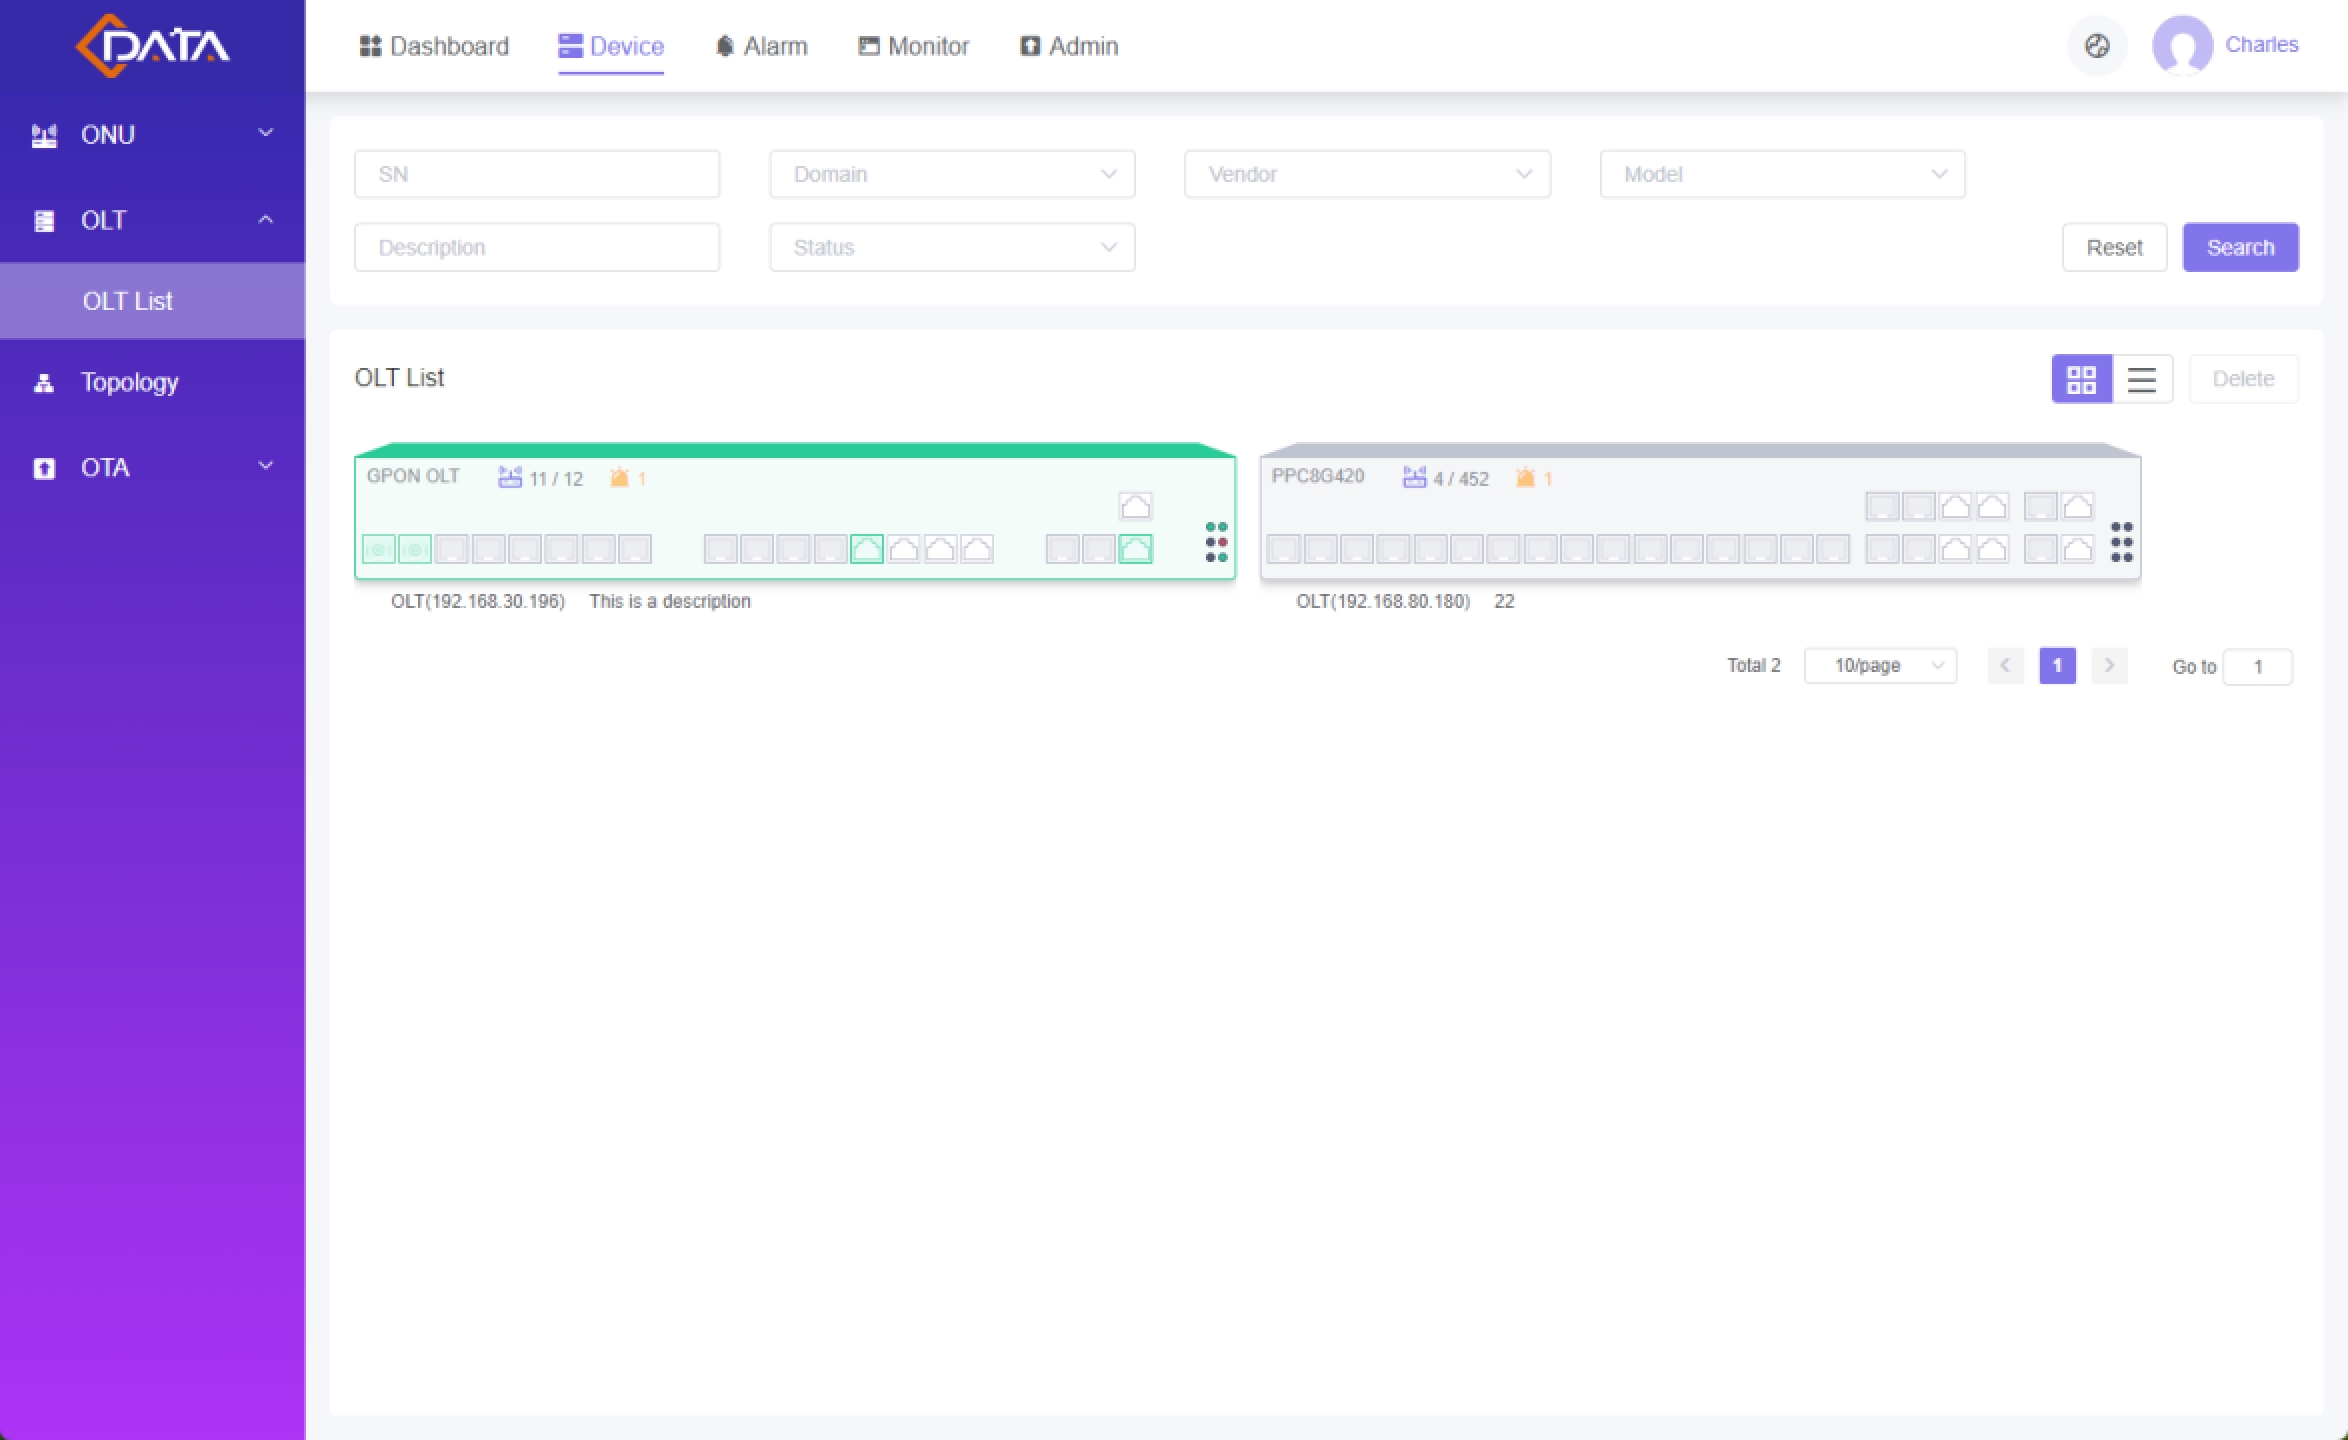 DATA
Dashboard
Device
Alarm
Monitor
Admin
Charles
ONU
OLT
OLT List
Topology
OTA
SN
Domain
Vendor
Model
Description
Status
Reset
Search
OLT List
Delete
GPON OLT 11 / 12 1
OLT(192.168.30.196) This is a description
PPC8G420 4 / 452 1
OLT(192.168.80.180) 22
Total 2
10/page
1
Go to 1